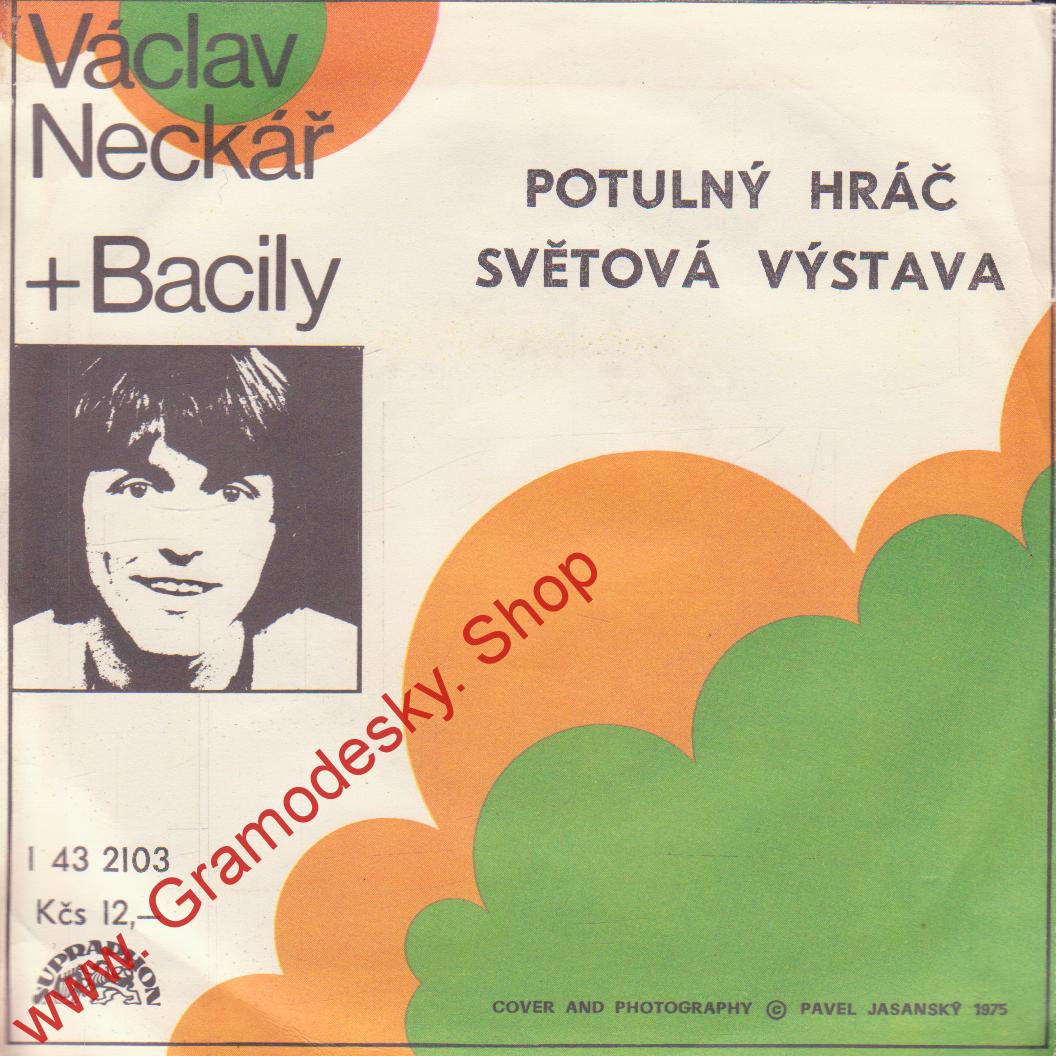 Václav
Neckář
+Bacily
POTULNÝ HRÁČ
SVĚTOVÁ VÝSTAVA
1 43 2103
Kčs 12,—
SUPRAPHON
www. Gramodesky. Shop
COVER AND PHOTOGRAPHY © PAVEL JASANSKÝ 1975